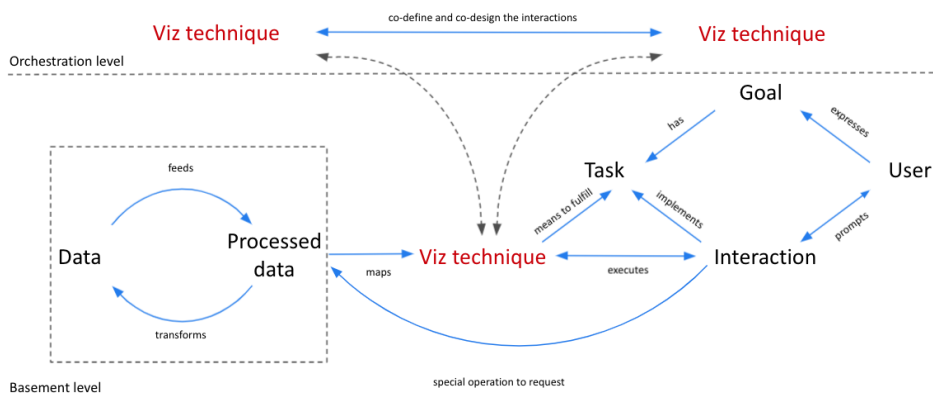 co-define and co-design the interactions
Viz technique
Viz technique
Orchestration level
Goal
has
expresses
feeds
Task
User
means to fulfill
implements
prompts
Data
Processed
data
maps
Viz technique
executes
Interaction
transforms
special operation to request
Basement level